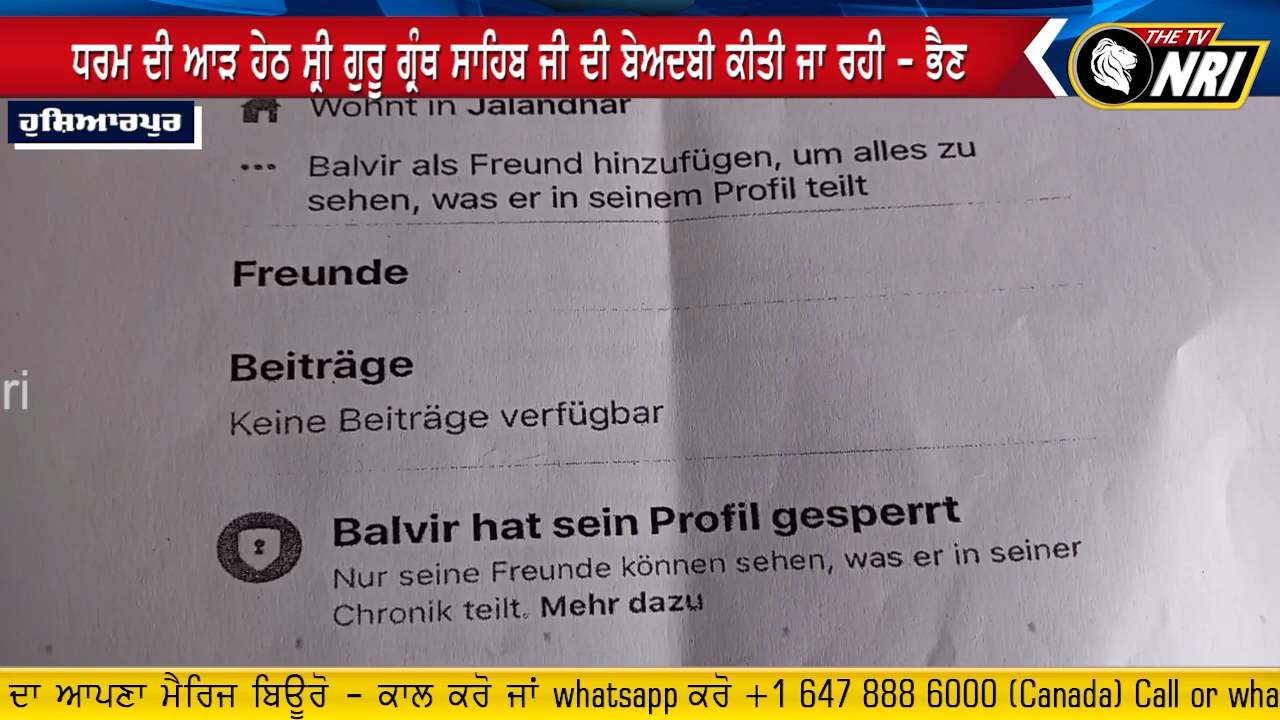 ਧਰਮ ਦੀ ਆੜ ਹੇਠ ਸ੍ਰੀ ਗੁਰੂ ਗ੍ਰੰਥ ਸਾਹਿਬ ਜੀ ਦੀ ਬੇਅਦਬੀ ਕੀਤੀ ਜਾ ਰਹੀ - ਭੈਣ
THE TV
NRI
ਹੁਸ਼ਿਆਰਪੁਰ
Wohnt in Jalandhar
Balvir als Freund hinzufügen, um alles zu
sehen, was er in seinem Profil teilt
Freunde
Beiträge
ri
Keine Beiträge verfügbar
Balvir hat sein Profil gesperrt
Nur seine Freunde können sehen, was er in seiner
Chronik teilt. Mehr dazu
ਦਾ ਆਪਣਾ ਮੈਰਿਜ ਬਿਊਰੋ - ਕਾਲ ਕਰੋ ਜਾਂ whatsapp ਕਰੋ +1 647 888 6000 (Canada) Call or wha